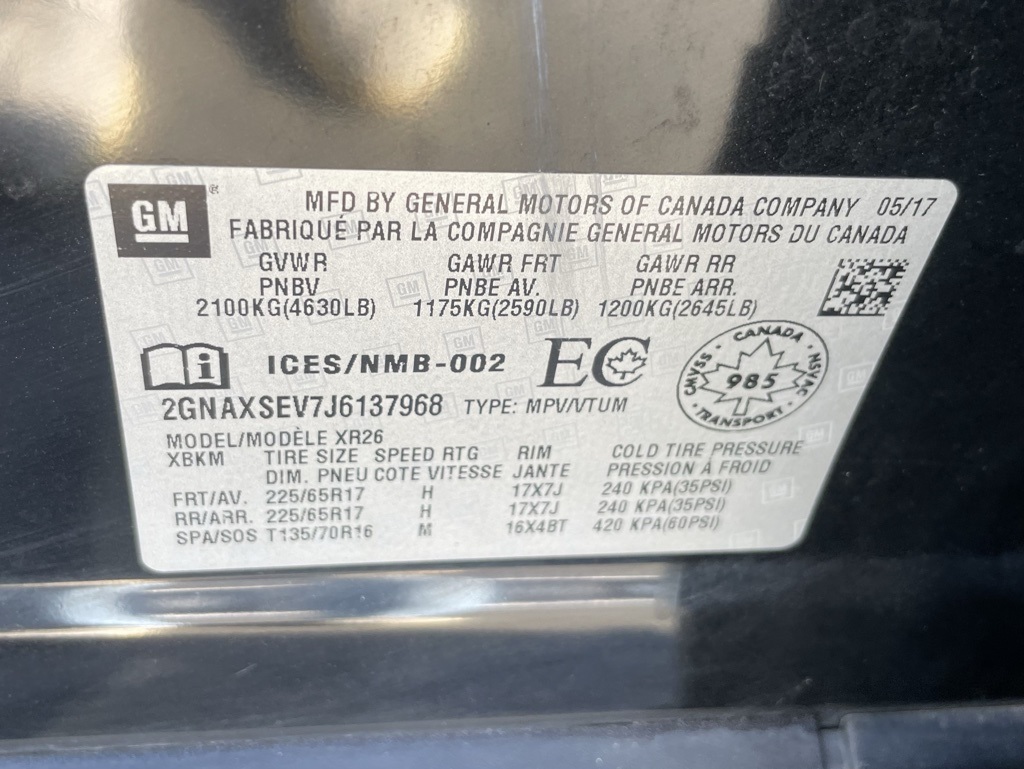 GM ®
MFD BY GENERAL MOTORS OF CANADA COMPANY 05/17
FABRIQUÉ PAR LA COMPAGNIE GENERAL MOTORS DU CANADA
GVWR GAWR FRT GAWR RR
PNBV PNBE AV. PNBE ARR.
2100KG(4630LB) 1175KG(2590LB) 1200KG(2645LB)
i ICES/NMB-002 EC
CANADA
CMVSS 985 NSVAC
TRANSPORT
2GNAXSEV7J6137968 TYPE: MPV/VTUM
MODEL/MODÈLE XR26
XBKM TIRE SIZE SPEED RTG RIM COLD TIRE PRESSURE
DIM. PNEU COTE VITESSE JANTE PRESSION À FROID
FRT/AV. 225/65R17 H 17X7J 240 KPA(35PSI)
RR/ARR. 225/65R17 H 17X7J 240 KPA(35PSI)
SPA/SOS T135/70R16 M 16X4BT 420 KPA(60PSI)